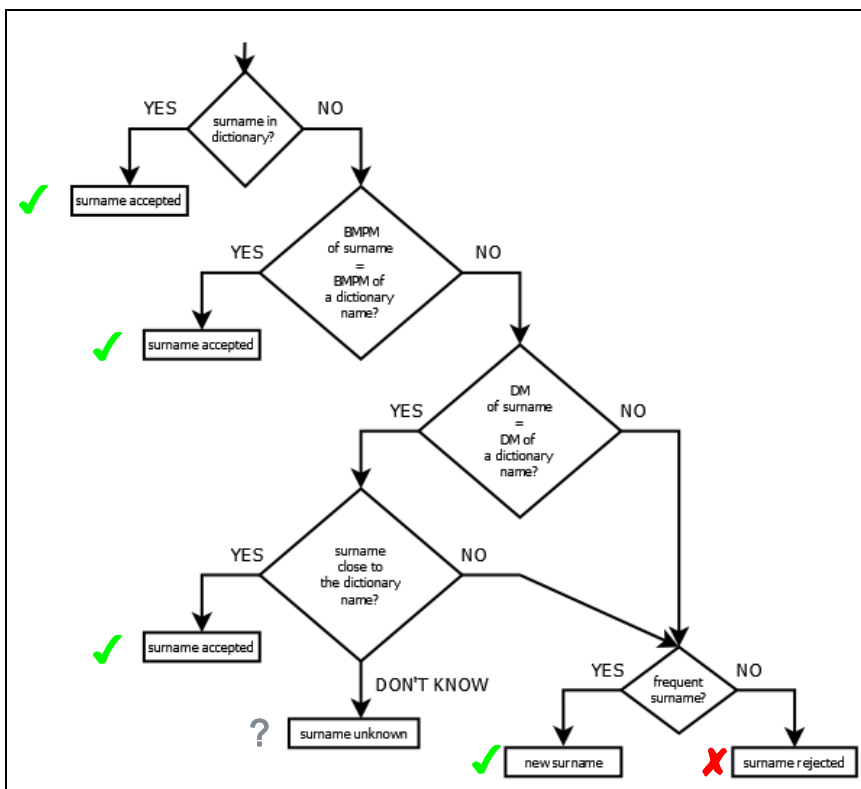 YES
NO
surname in
dictionary?
surname accepted
BMPM
of surname
=
BMPM of
a dictionary
name?
YES
NO
surname accepted
DM
of surname
=
DM of
a dictionary
name?
YES
NO
surname
close to
the dictionary
name?
YES
NO
surname accepted
DON'T KNOW
?
surname unknown
frequent
surname?
YES
NO
new surname
surname rejected